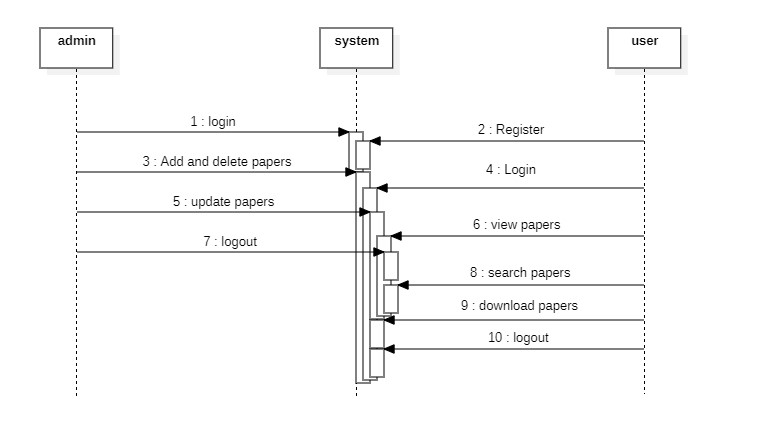 admin
system
user
1 : login
2 : Register
3 : Add and delete papers
4 : Login
5 : update papers
6 : view papers
7 : logout
8 : search papers
9 : download papers
10 : logout